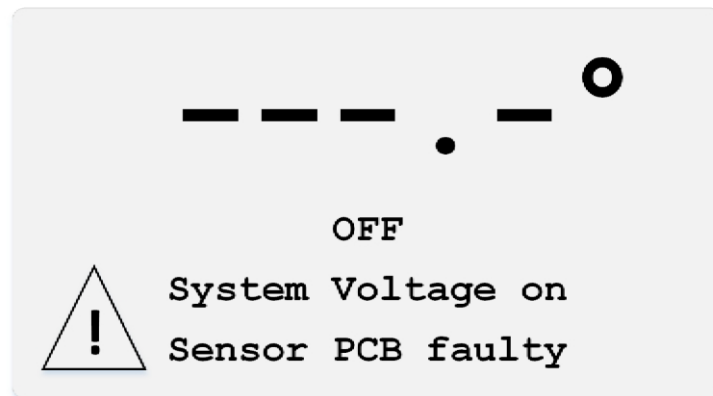 ---.-°
OFF
System Voltage on
! Sensor PCB faulty